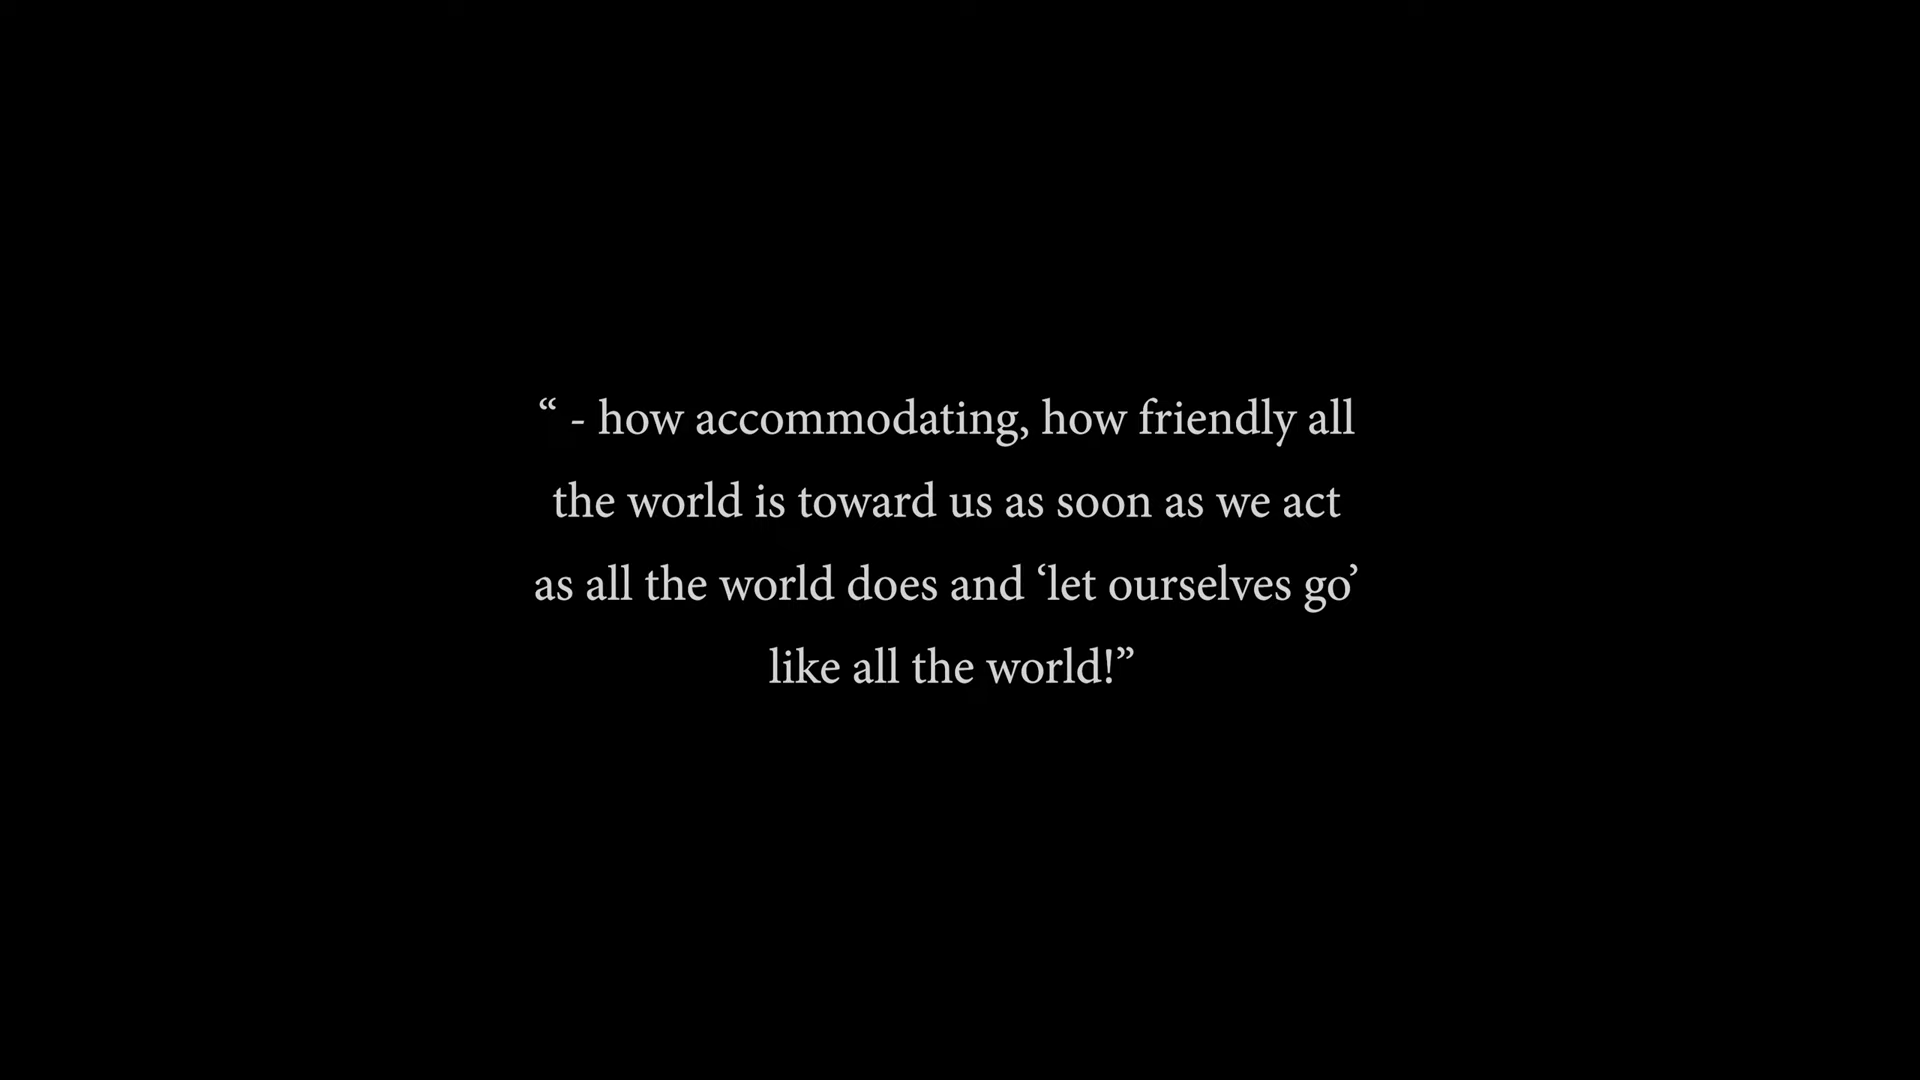 “ - how accommodating, how friendly all
the world is toward us as soon as we act
as all the world does and ‘let ourselves go’
like all the world!”